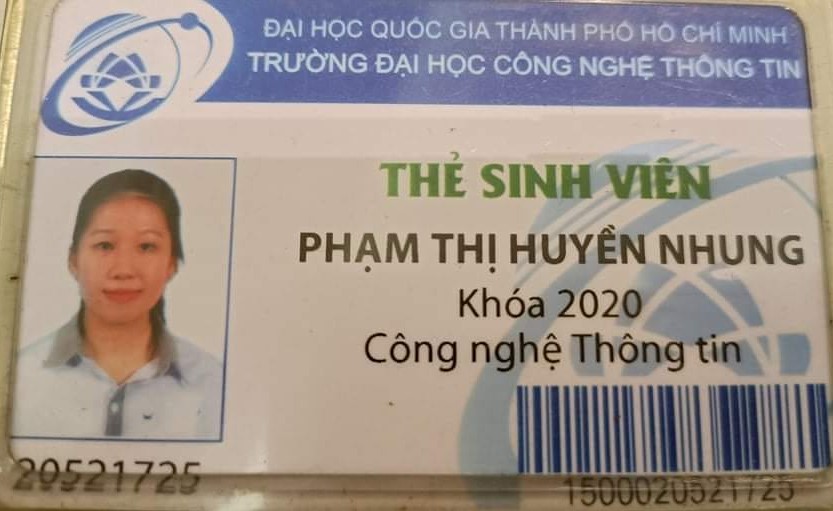 ĐẠI HỌC QUỐC GIA THÀNH PHỐ HỒ CHÍ MINH
TRƯỜNG ĐẠI HỌC CÔNG NGHỆ THÔNG TIN
THẺ SINH VIÊN
PHẠM THỊ HUYỀN NHUNG
Khóa 2020
Công nghệ Thông tin
20521725
1500020521725